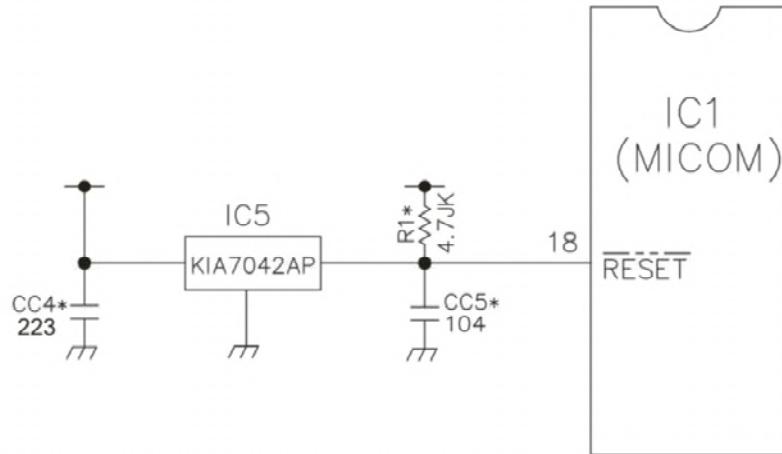 IC1
(MICOM)
IC5
KIA7042AP
R1*
4.7JK
18
RESET
CC4*
223
CC5*
104